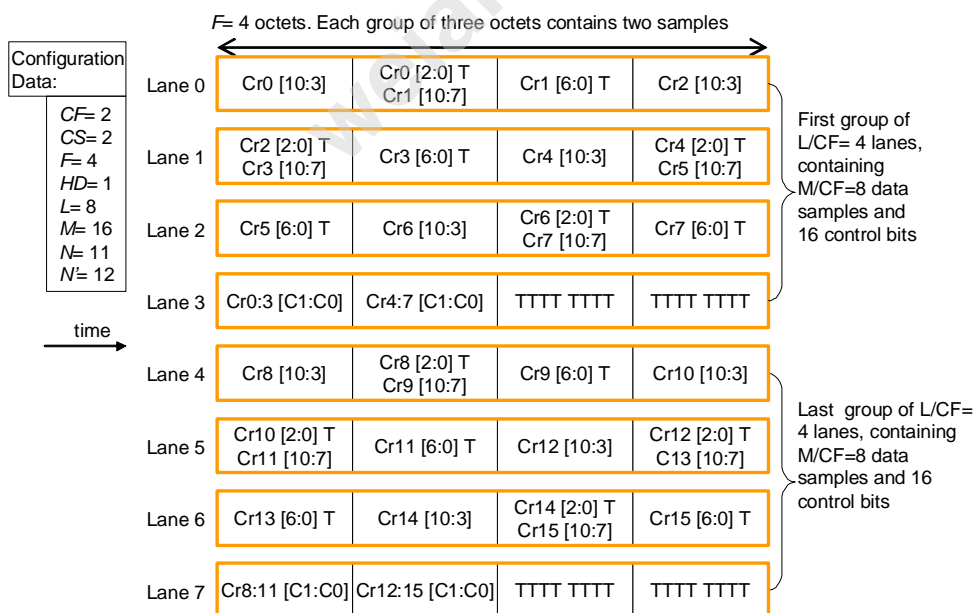 F= 4 octets. Each group of three octets contains two samples
Configuration
Data:
CF= 2
CS= 2
F= 4
HD= 1
L= 8
M= 16
N= 11
N'= 12
time
Lane 0
Cr0 [10:3]
Cr0 [2:0] T
Cr1 [10:7]
Cr1 [6:0] T
Cr2 [10:3]
Lane 1
Cr2 [2:0] T
Cr3 [10:7]
Cr3 [6:0] T
Cr4 [10:3]
Cr4 [2:0] T
Cr5 [10:7]
Lane 2
Cr5 [6:0] T
Cr6 [10:3]
Cr6 [2:0] T
Cr7 [10:7]
Cr7 [6:0] T
Lane 3
Cr0:3 [C1:C0]
Cr4:7 [C1:C0]
TTTT TTTT
TTTT TTTT
First group of
L/CF= 4 lanes,
containing
M/CF=8 data
samples and
16 control bits
Lane 4
Cr8 [10:3]
Cr8 [2:0] T
Cr9 [10:7]
Cr9 [6:0] T
Cr10 [10:3]
Lane 5
Cr10 [2:0] T
Cr11 [10:7]
Cr11 [6:0] T
Cr12 [10:3]
Cr12 [2:0] T
C13 [10:7]
Lane 6
Cr13 [6:0] T
Cr14 [10:3]
Cr14 [2:0] T
Cr15 [10:7]
Cr15 [6:0] T
Lane 7
Cr8:11 [C1:C0]
Cr12:15 [C1:C0]
TTTT TTTT
TTTT TTTT
Last group of L/CF=
4 lanes, containing
M/CF=8 data
samples and 16
control bits